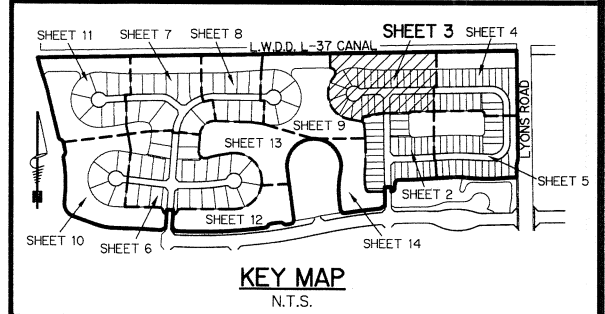 SHEET 11
SHEET 7
SHEET 8
SHEET 3
SHEET 4
L.W.D.D. L-37 CANAL
LYONS ROAD
SHEET 9
SHEET 13
SHEET 5
SHEET 2
SHEET 12
SHEET 10
SHEET 6
SHEET 14
KEY MAP
N.T.S.